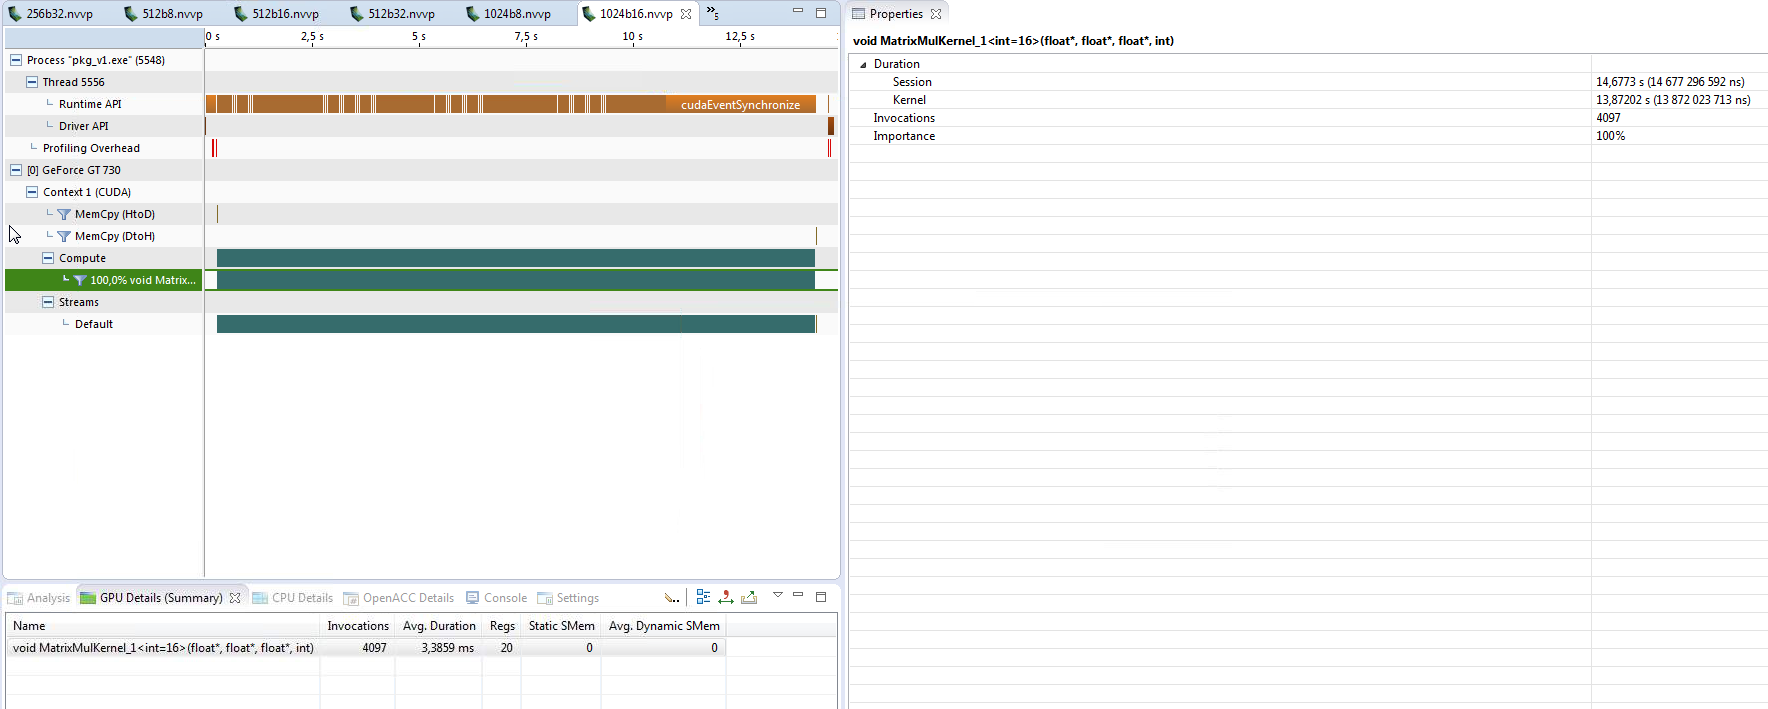 256b32.nvvp 512b8.nvvp 512b16.nvvp 512b32.nvvp 1024b8.nvvp 1024b16.nvvp »5
0 s 2,5 s 5 s 7,5 s 10 s 12,5 s
Process "pkg_v1.exe" (5548)
Thread 5556
Runtime API cudaEventSynchronize
Driver API
Profiling Overhead
[0] GeForce GT 730
Context 1 (CUDA)
MemCpy (HtoD)
MemCpy (DtoH)
Compute
100,0% void Matrix...
Streams
Default
Analysis GPU Details (Summary) CPU Details OpenACC Details Console Settings
Name Invocations Avg. Duration Regs Static SMem Avg. Dynamic SMem
void MatrixMulKernel_1<int=16>(float*, float*, float*, int) 4097 3,3859 ms 20 0 0
Properties
void MatrixMulKernel_1<int=16>(float*, float*, float*, int)
Duration
Session 14,6773 s (14 677 296 592 ns)
Kernel 13,87202 s (13 872 023 713 ns)
Invocations 4097
Importance 100%